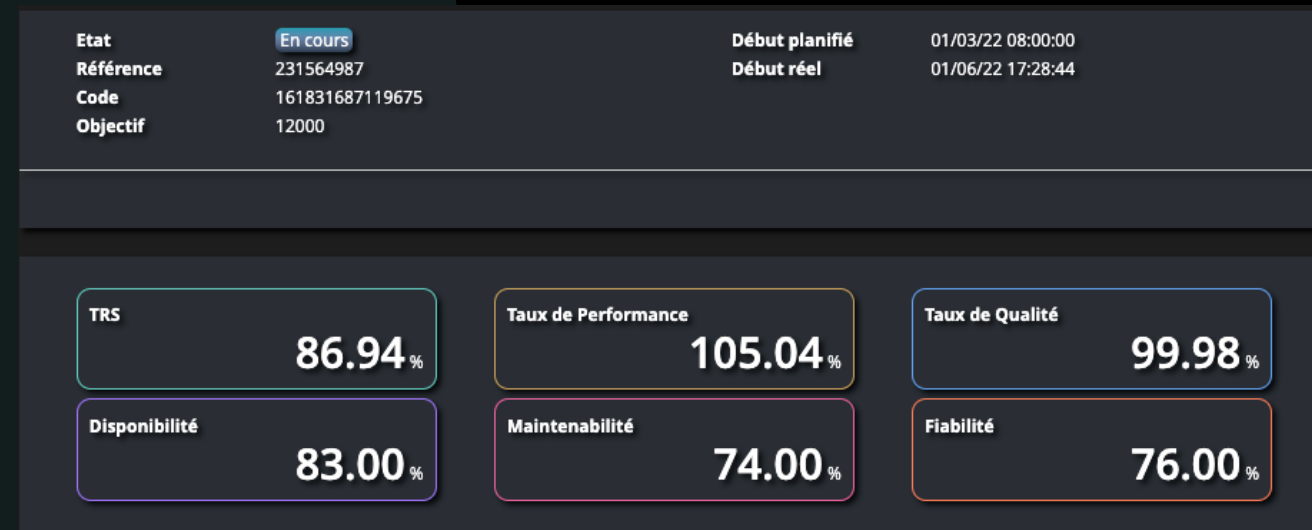 Etat En cours Début planifié 01/03/22 08:00:00
Référence 231564987 Début réel 01/06/22 17:28:44
Code 161831687119675
Objectif 12000
TRS Taux de Performance Taux de Qualité
86.94 % 105.04 % 99.98 %
Disponibilité Maintenabilité Fiabilité
83.00 % 74.00 % 76.00 %